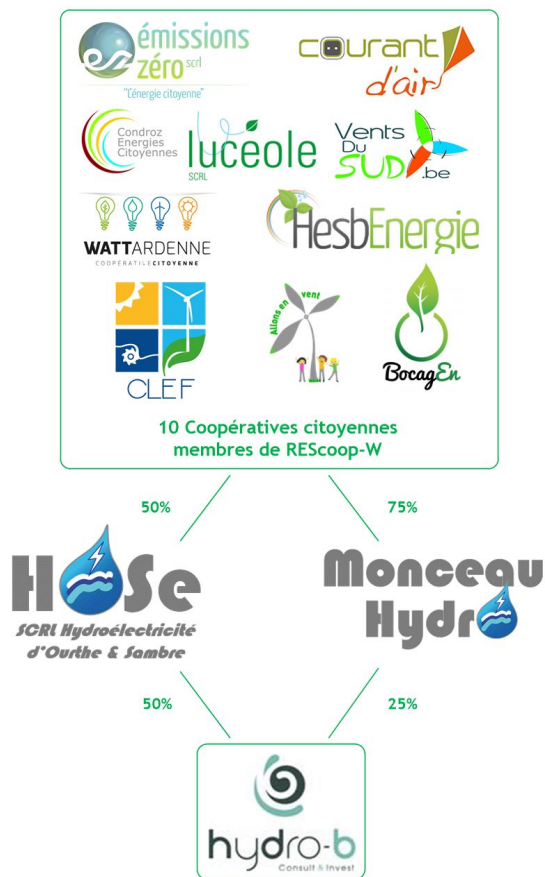 émissions
zéro scrl
"L'énergie citoyenne"
courant
d'air
Condroz
Energies
Citoyennes
lucéole
SCRL
Vents
Du
SUD.be
WATTARDENNE
COOPÉRATIVE CITOYENNE
HesbEnergie
CLEF
Allons en vent
BocagEn
10 Coopératives citoyennes
membres de REScoop-W
50%
75%
HOSe
SCRL Hydroélectricité
d'Ourthe & Sambre
Monceau
Hydro
50%
25%
hydro-b
Consult & Invest